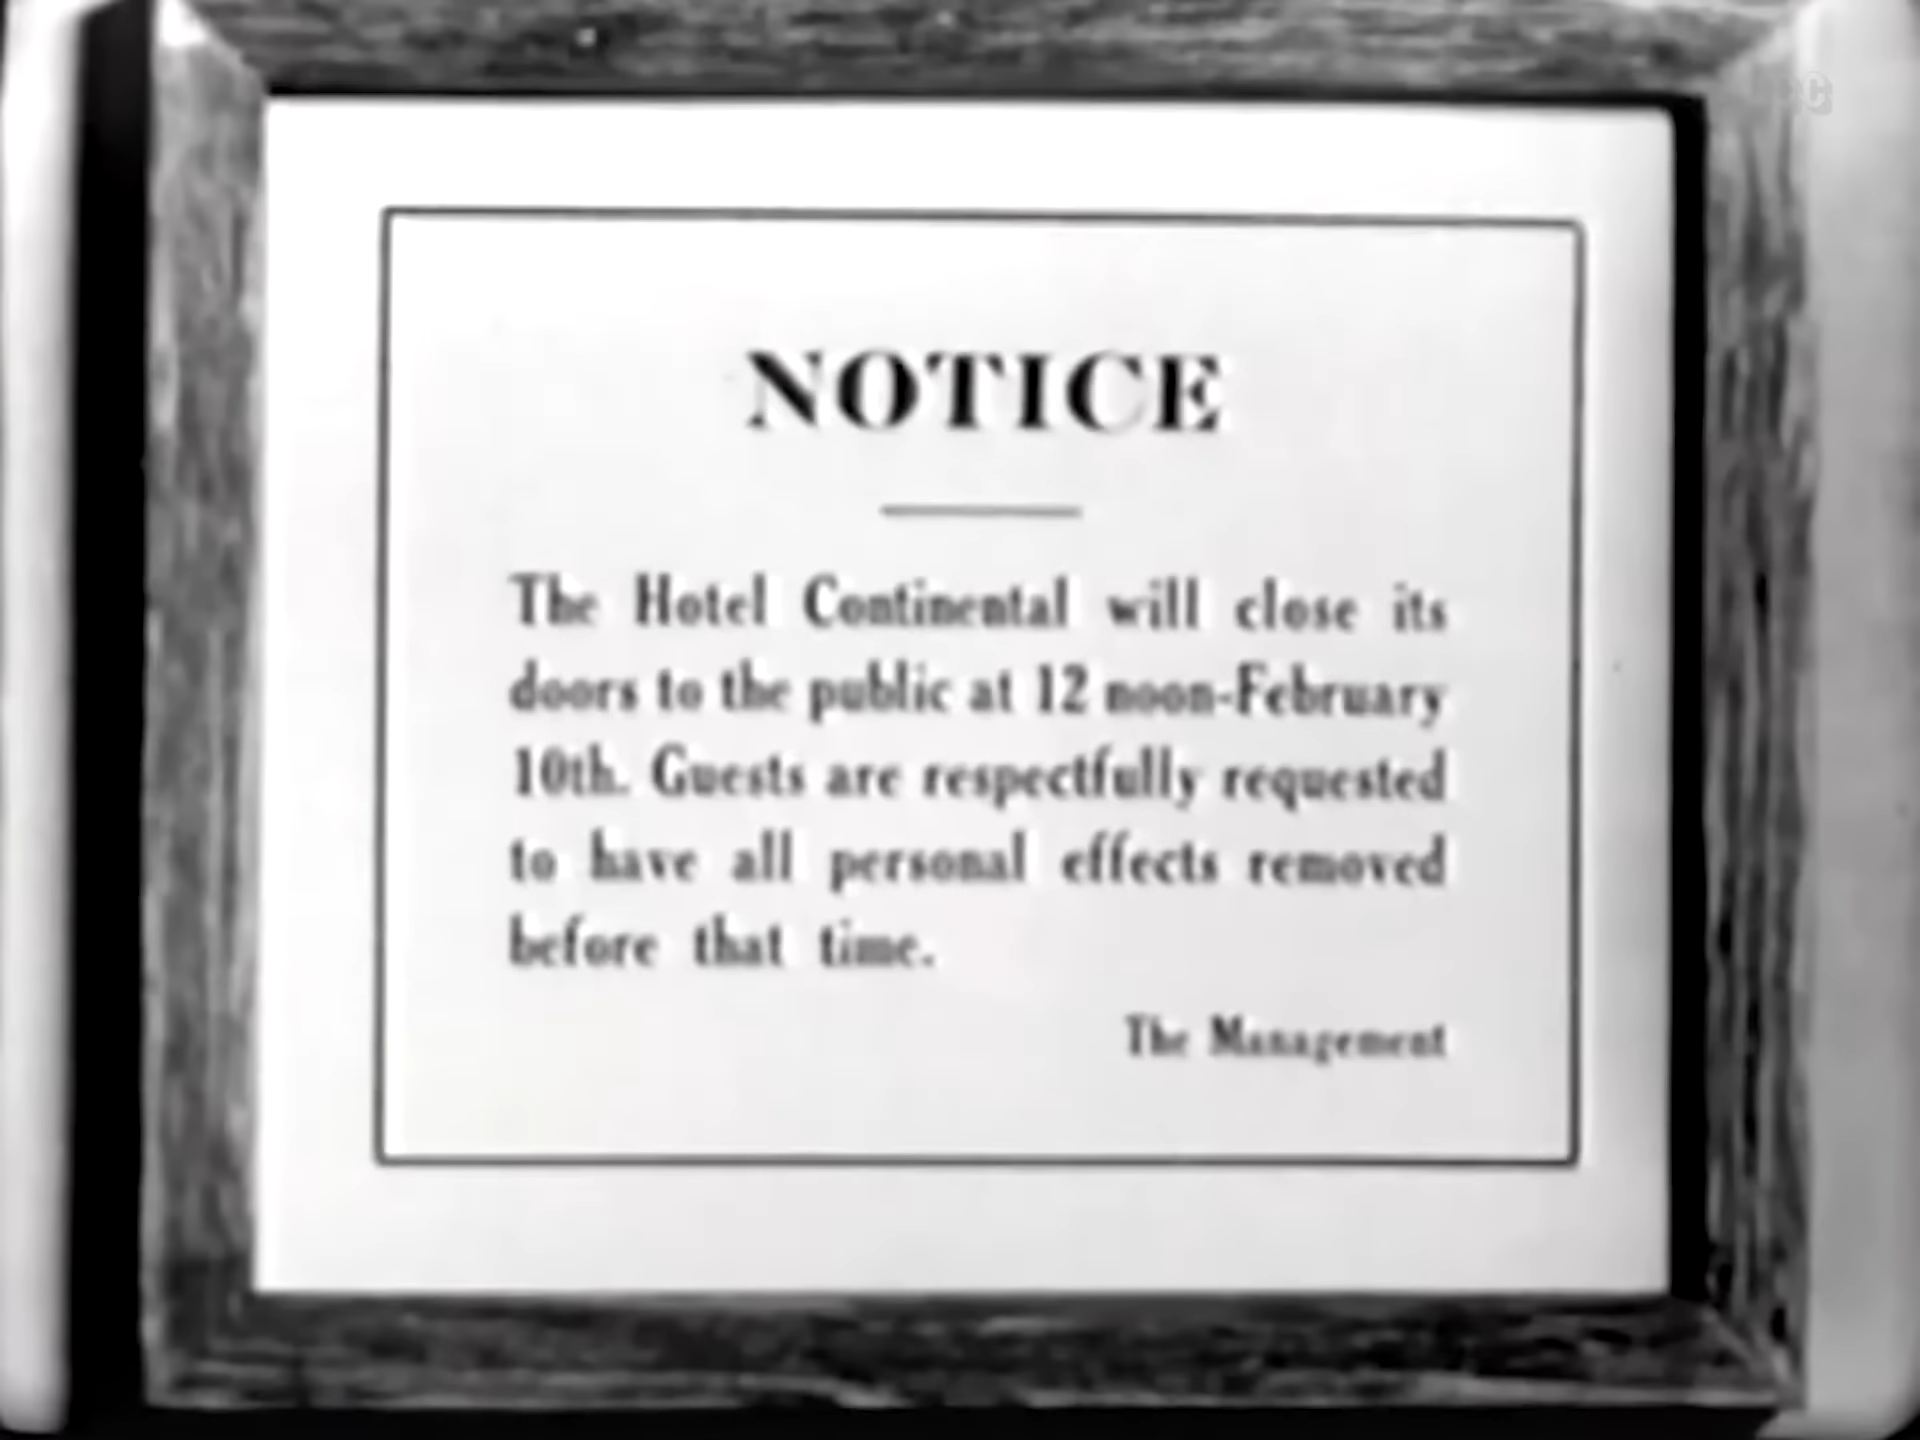 NOTICE
The Hotel Continental will close its
doors to the public at 12 noon-February
10th. Guests are respectfully requested
to have all personal effects removed
before that time.
The Management